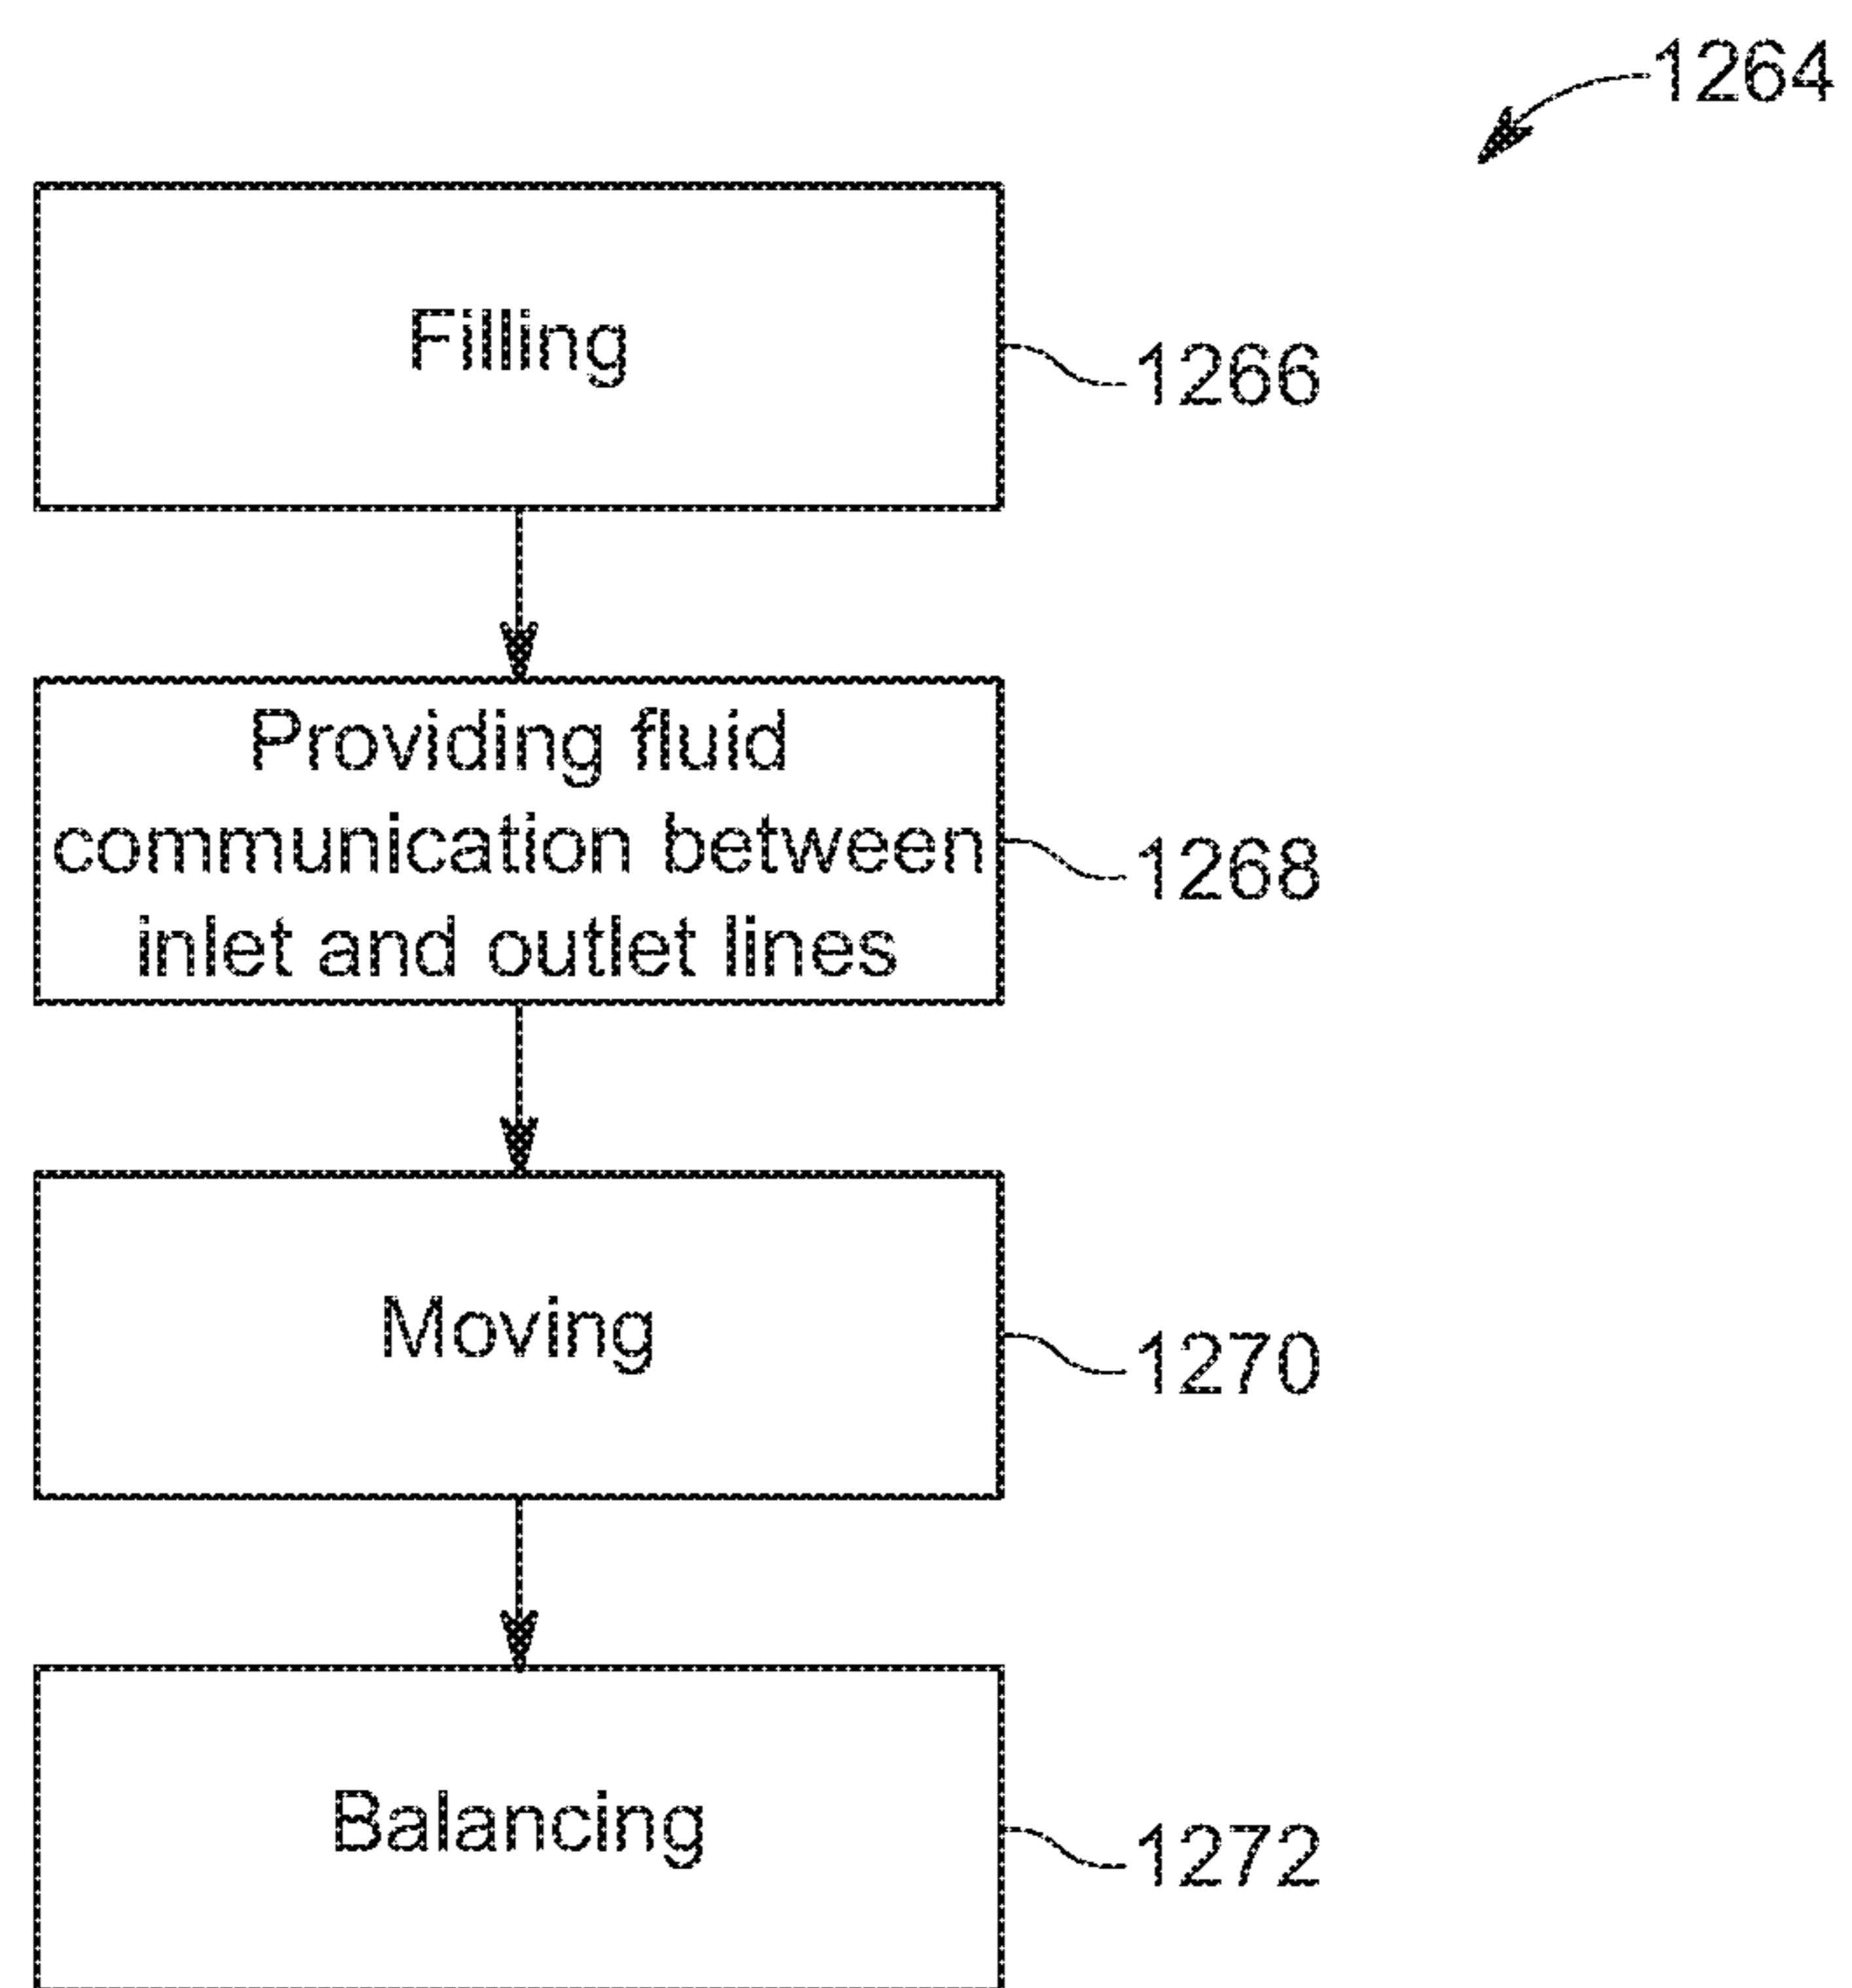 1264
Filling
1266
Providing fluid
communication between
inlet and outlet lines
1268
Moving
1270
Balancing
1272